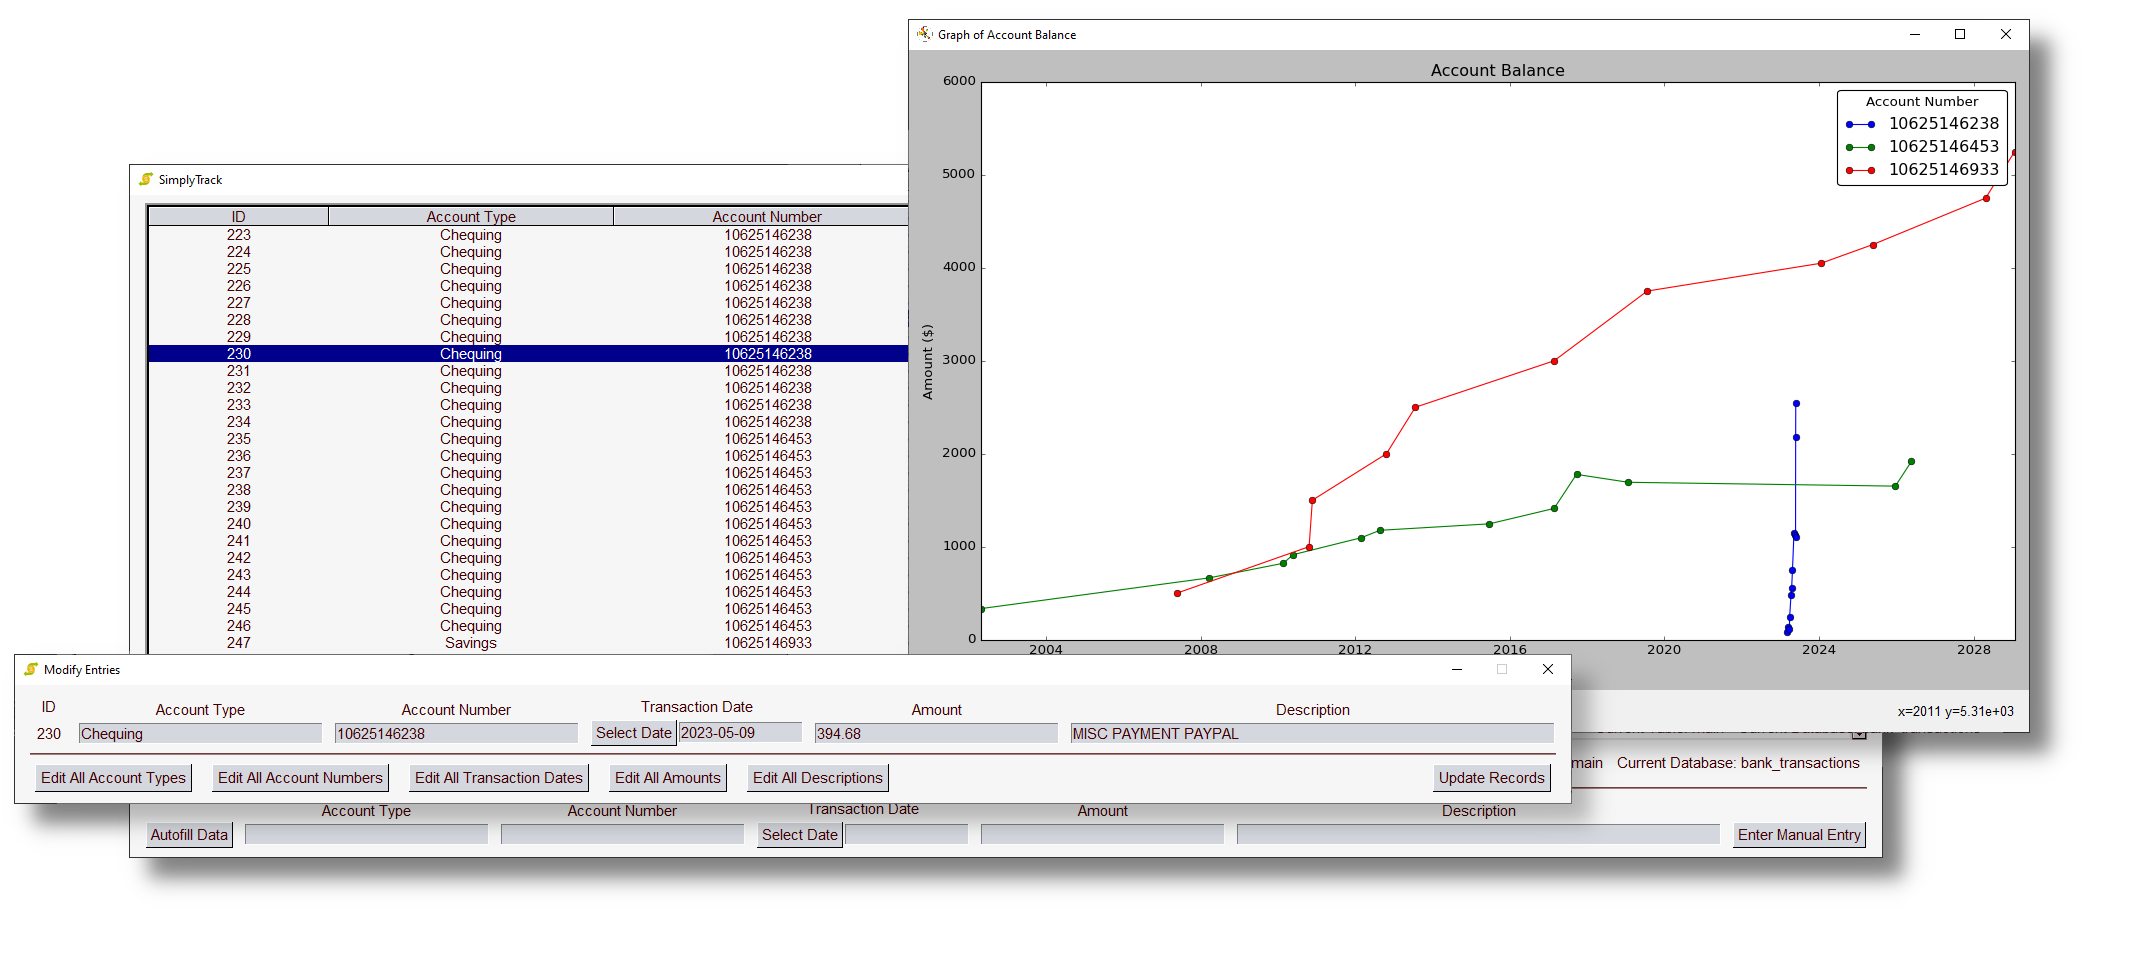 Graph of Account Balance
Account Balance
6000
5000
4000
3000
2000
1000
0
Amount ($)
2004 2008 2012 2016 2020 2024 2028
Account Number
10625146238
10625146453
10625146933
x=2011 y=5.31e+03
SimplyTrack
ID Account Type Account Number
223 Chequing 10625146238
224 Chequing 10625146238
225 Chequing 10625146238
226 Chequing 10625146238
227 Chequing 10625146238
228 Chequing 10625146238
229 Chequing 10625146238
230 Chequing 10625146238
231 Chequing 10625146238
232 Chequing 10625146238
233 Chequing 10625146238
234 Chequing 10625146238
235 Chequing 10625146453
236 Chequing 10625146453
237 Chequing 10625146453
238 Chequing 10625146453
239 Chequing 10625146453
240 Chequing 10625146453
241 Chequing 10625146453
242 Chequing 10625146453
243 Chequing 10625146453
244 Chequing 10625146453
245 Chequing 10625146453
246 Chequing 10625146453
247 Savings 10625146933
Modify Entries
ID Account Type Account Number Transaction Date Amount Description
230 Chequing 10625146238 Select Date 2023-05-09 394.68 MISC PAYMENT PAYPAL
Edit All Account Types Edit All Account Numbers Edit All Transaction Dates Edit All Amounts Edit All Descriptions Update Records
main Current Database: bank_transactions
Account Type Account Number Transaction Date Amount Description
Autofill Data Select Date Enter Manual Entry